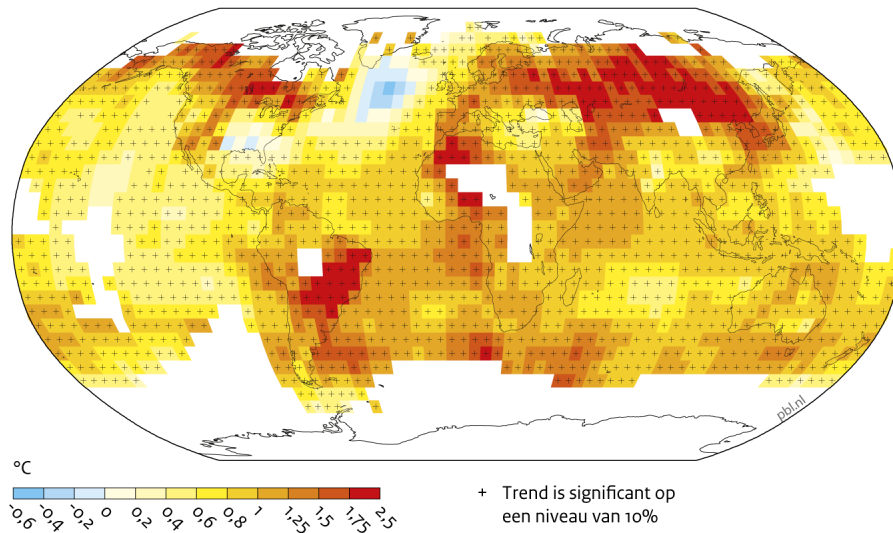 pbl.nl
°C
-0,6 -0,4 -0,2 0 0,2 0,4 0,6 0,8 1 1,25 1,5 1,75 2,5
+ Trend is significant op
een niveau van 10%